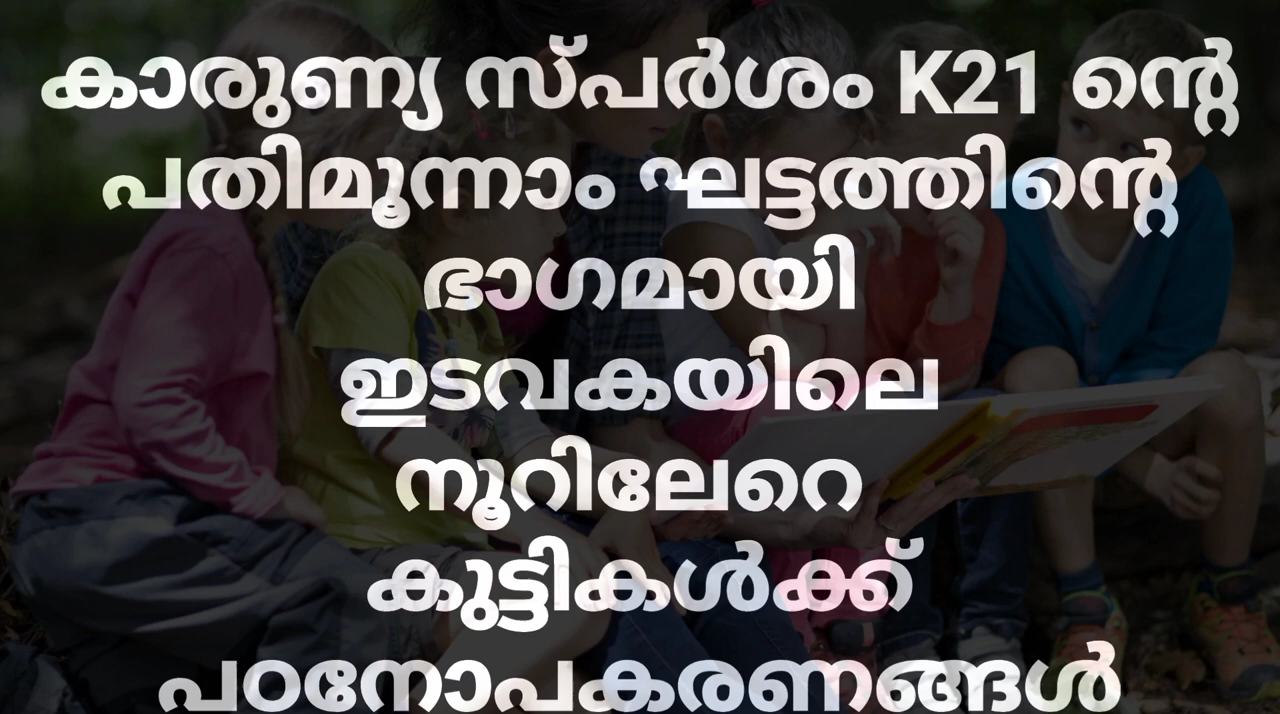 കാരുണ്യ സ്പർശം K21 ന്റെ
പതിമൂന്നാം ഘട്ടത്തിന്റെ
ഭാഗമായി
ഇടവകയിലെ
നൂറിലേറെ
കുട്ടികൾക്ക്
പഠനോപകരണങ്ങൾ